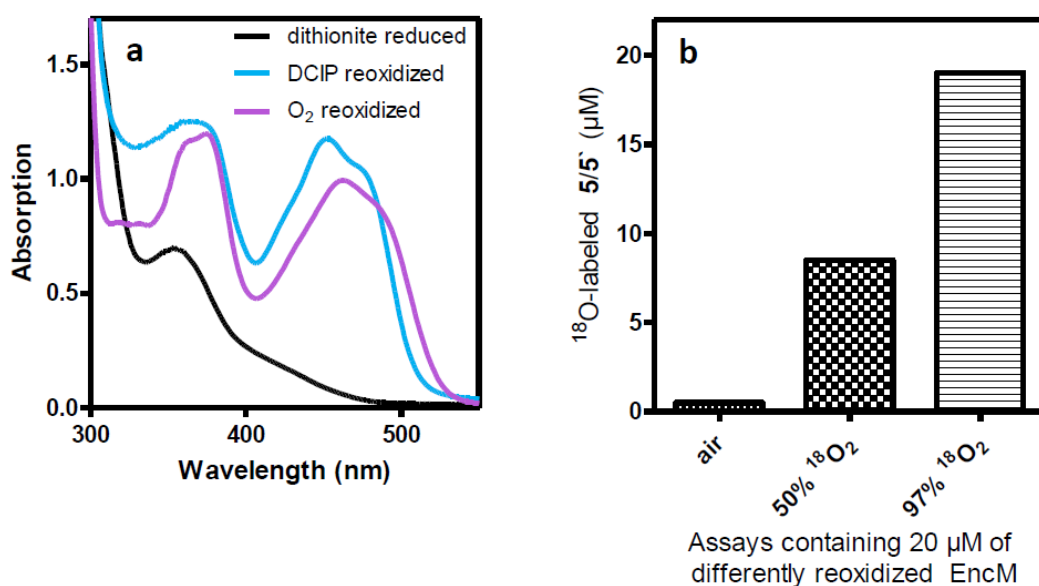 a
dithionite reduced
DCIP reoxidized
O₂ reoxidized
1.5
1.0
0.5
0.0
Absorption
300
400
500
Wavelength (nm)
b
20
15
10
5
0
¹⁸O-labeled 5/5` (µM)
air
50% ¹⁸O₂
97% ¹⁸O₂
Assays containing 20 µM of
differently reoxidized EncM